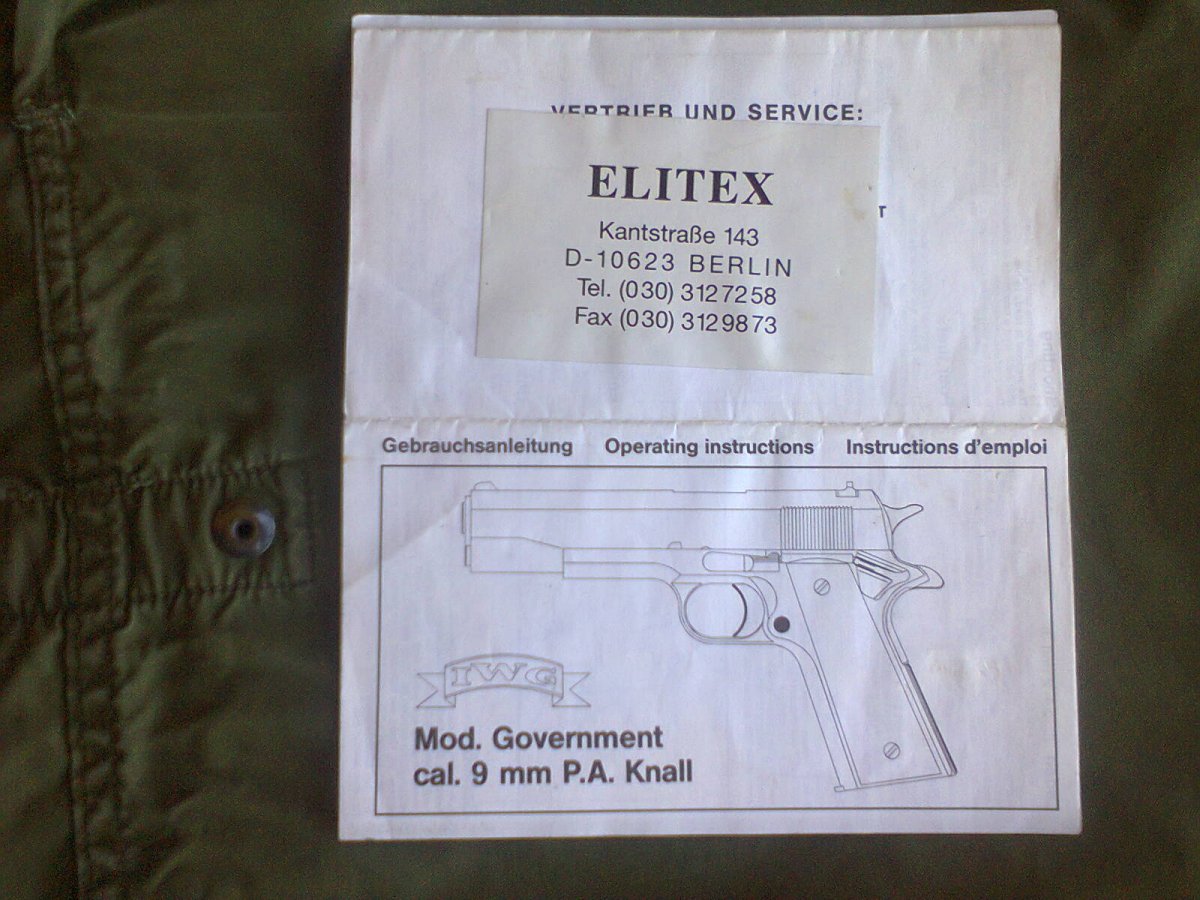 VERTRIEB UND SERVICE:
ELITEX
T
Kantstraße 143
D-10623 BERLIN
Tel. (030) 3127258
Fax (030) 3129873
Gebrauchsanleitung Operating instructions Instructions d'emploi
IWG
Mod. Government
cal. 9 mm P.A. Knall